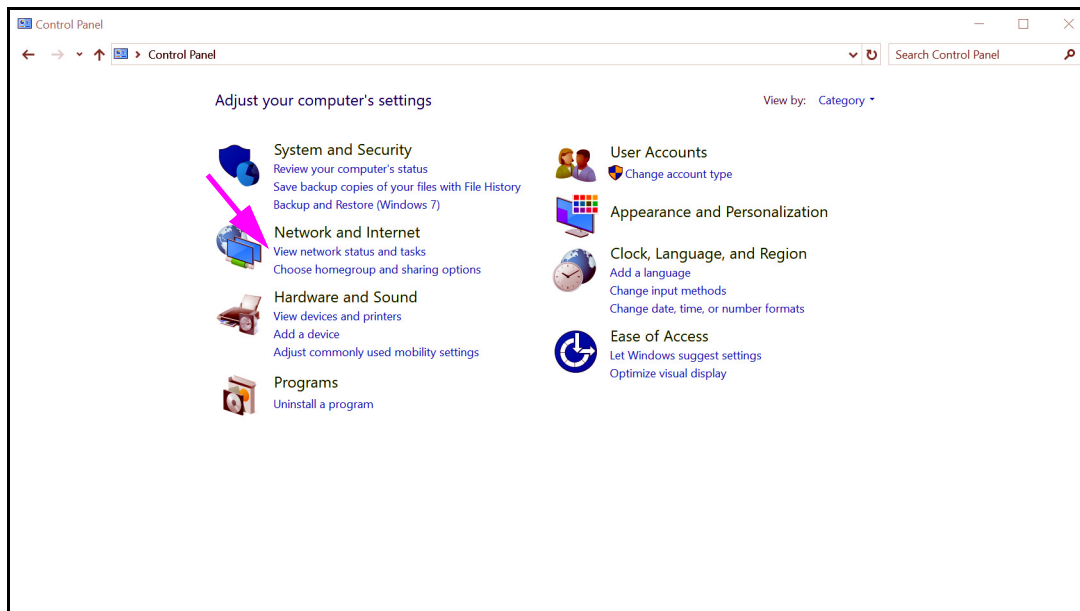 Control Panel
Control Panel
Search Control Panel
Adjust your computer's settings
View by: Category
System and Security
Review your computer's status
Save backup copies of your files with File History
Backup and Restore (Windows 7)
Network and Internet
View network status and tasks
Choose homegroup and sharing options
Hardware and Sound
View devices and printers
Add a device
Adjust commonly used mobility settings
Programs
Uninstall a program
User Accounts
Change account type
Appearance and Personalization
Clock, Language, and Region
Add a language
Change input methods
Change date, time, or number formats
Ease of Access
Let Windows suggest settings
Optimize visual display